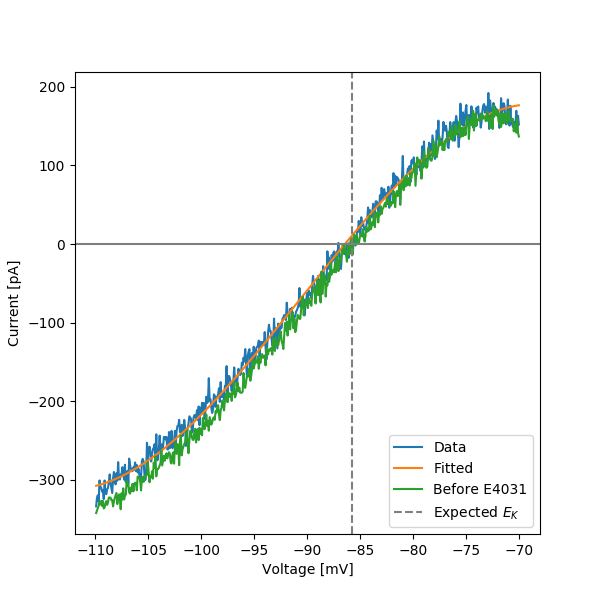 200
100
0
−100
−200
−300
Current [pA]
Data
Fitted
Before E4031
Expected E_K
−110 −105 −100 −95 −90 −85 −80 −75 −70
Voltage [mV]